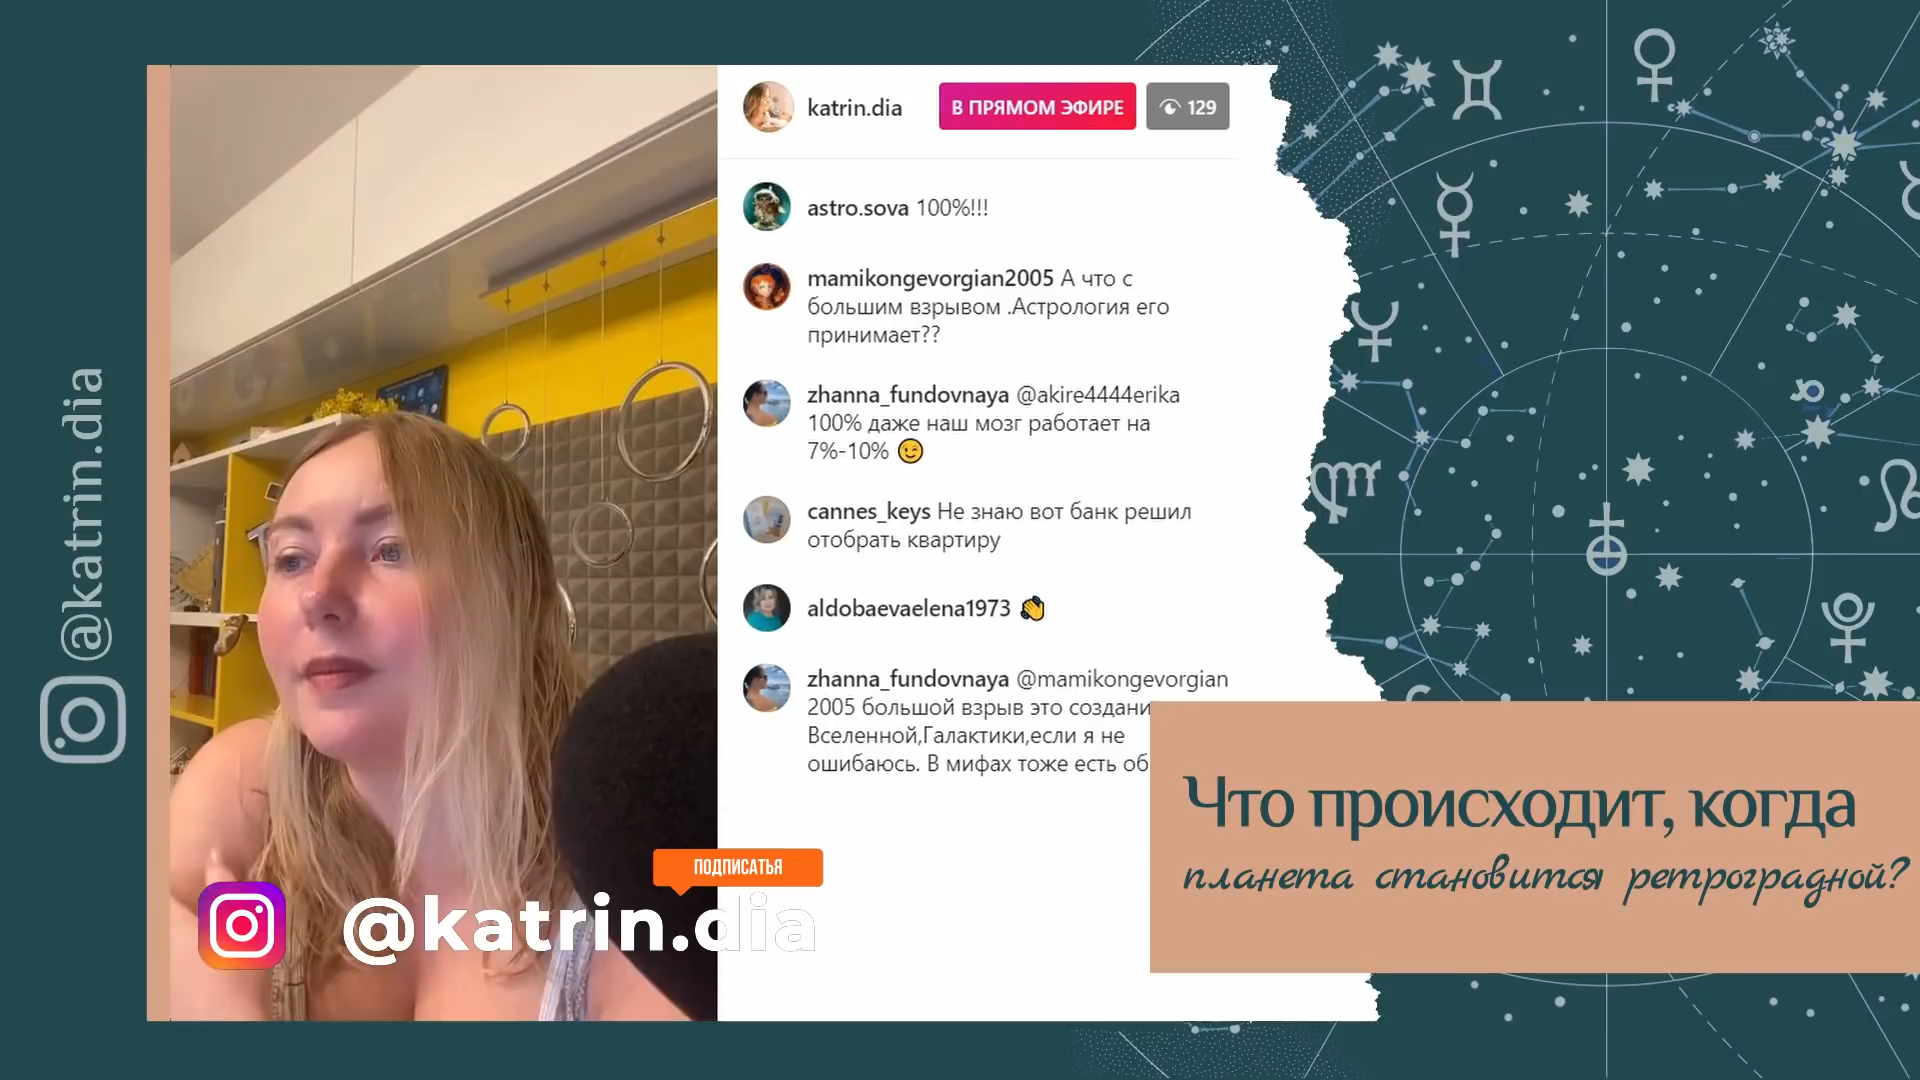 @katrin.dia
katrin.dia
В ПРЯМОМ ЭФИРЕ
129
astro.sova 100%!!!
mamikongevorgian2005 А что с
большим взрывом .Астрология его
принимает??
zhanna_fundovnaya @akire4444erika
100% даже наш мозг работает на
7%-10% 😉
cannes_keys Не знаю вот банк решил
отобрать квартиру
aldobaevaelena1973 👏
zhanna_fundovnaya @mamikongevorgian
2005 большой взрыв это создани
Вселенной,Галактики,если я не
ошибаюсь. В мифах тоже есть об
ПОДПИСАТЬЯ
@katrin.dia
Что происходит, когда
планета становится ретроградной?